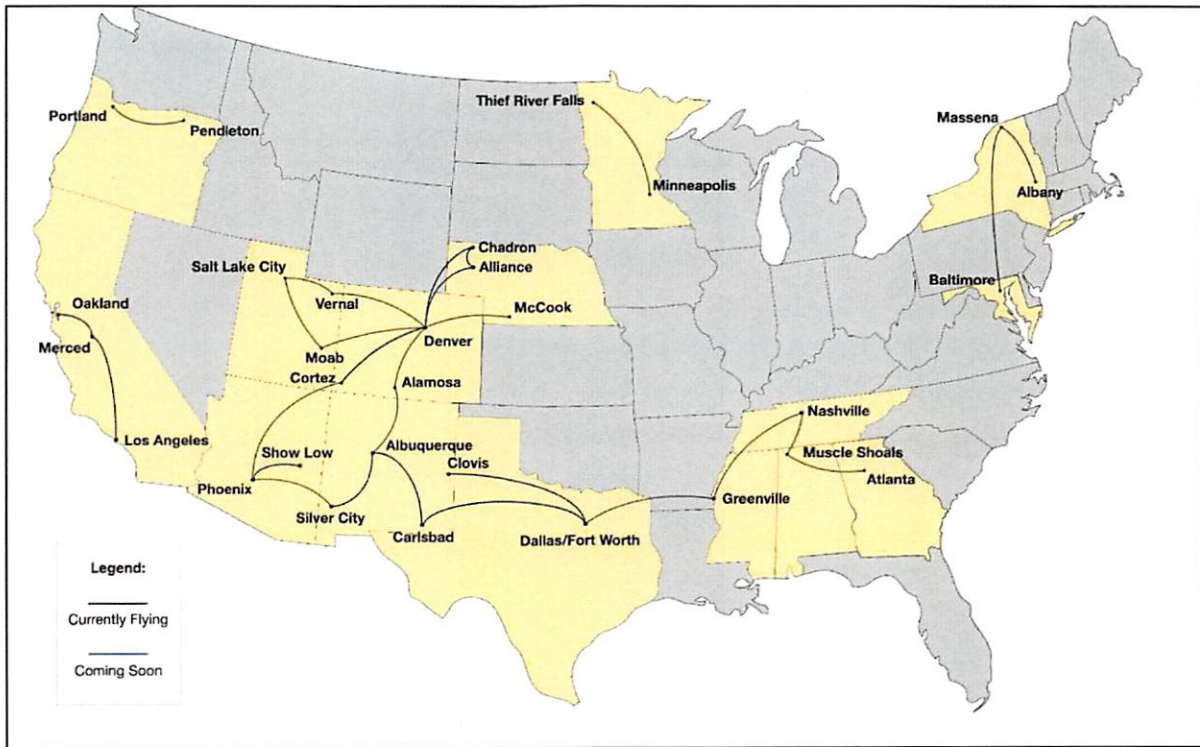 Thief River Falls
Massena
Portland
Pendleton
Minneapolis
Albany
Chadron
Salt Lake City
Alliance
Baltimore
Vernal
Oakland
McCook
Merced
Denver
Moab
Cortez
Alamosa
Nashville
Los Angeles
Albuquerque
Show Low
Clovis
Muscle Shoals
Atlanta
Phoenix
Greenville
Silver City
Carlsbad
Dallas/Fort Worth
Legend:
Currently Flying
Coming Soon